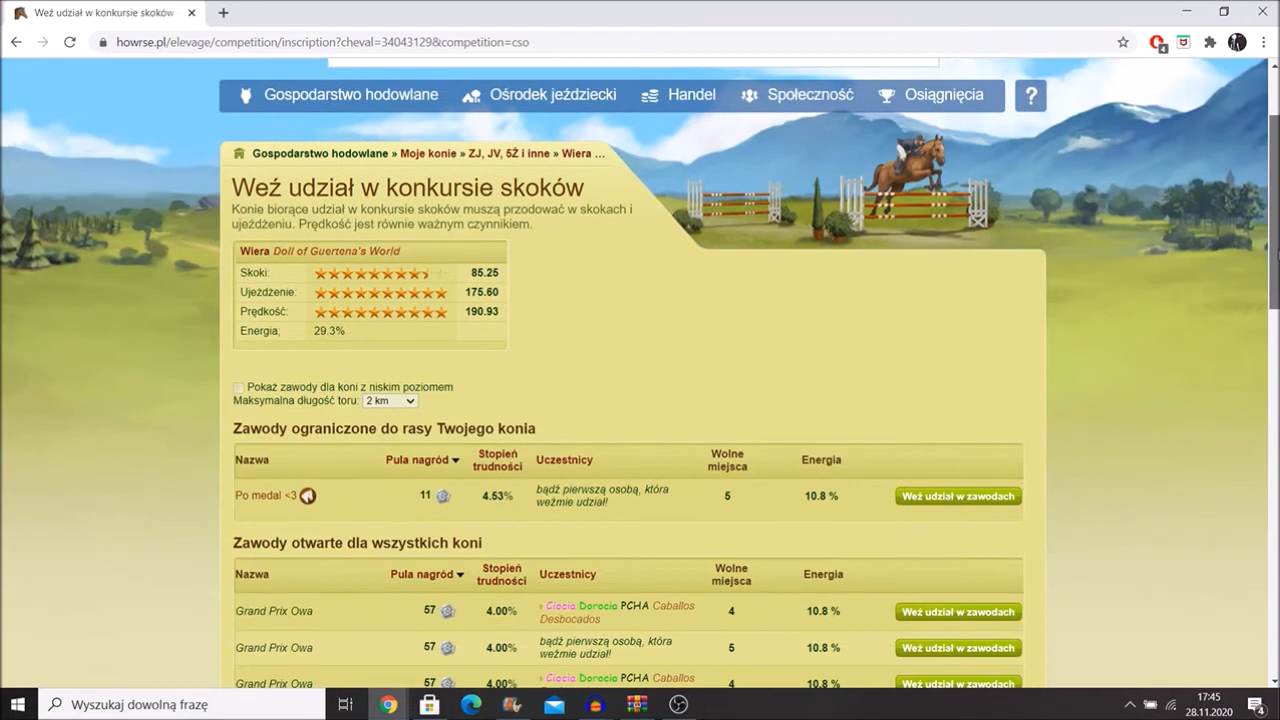 Weź udział w konkursie skoków
howrse.pl/elevage/competition/inscription?cheval=34043129&competition=cso
4
Gospodarstwo hodowlane Ośrodek jeździecki Handel Społeczność Osiągnięcia ?
Gospodarstwo hodowlane » Moje konie » ZJ, JV, 5Ż i inne » Wiera ...
Weź udział w konkursie skoków
Konie biorące udział w konkursie skoków muszą przodować w skokach i
ujeżdżeniu. Prędkość jest równie ważnym czynnikiem.
Wiera Doll of Guertena's World
Skoki: 85.25
Ujeżdżenie: 175.60
Prędkość: 190.93
Energia; 29.3%
Pokaż zawody dla koni z niskim poziomem
Maksymalna długość toru: 2 km
Zawody ograniczone do rasy Twojego konia
Nazwa Pula nagród Stopień trudności Uczestnicy Wolne miejsca Energia
Po medal <3 11 4.53% bądź pierwszą osobą, która weźmie udział! 5 10.8 % Weź udział w zawodach
Zawody otwarte dla wszystkich koni
Nazwa Pula nagród Stopień trudności Uczestnicy Wolne miejsca Energia
Grand Prix Owa 57 4.00% Ciocia Dorocia PCHA Caballos Desbocados 4 10.8 % Weź udział w zawodach
Grand Prix Owa 57 4.00% bądź pierwszą osobą, która weźmie udział! 5 10.8 % Weź udział w zawodach
Grand Prix Owa 57 4.00% Ciocia Dorocia PCHA Caballos 4 10.8 % Weź udział w zawodach
Wyszukaj dowolną frazę
17:45
28.11.2020
4